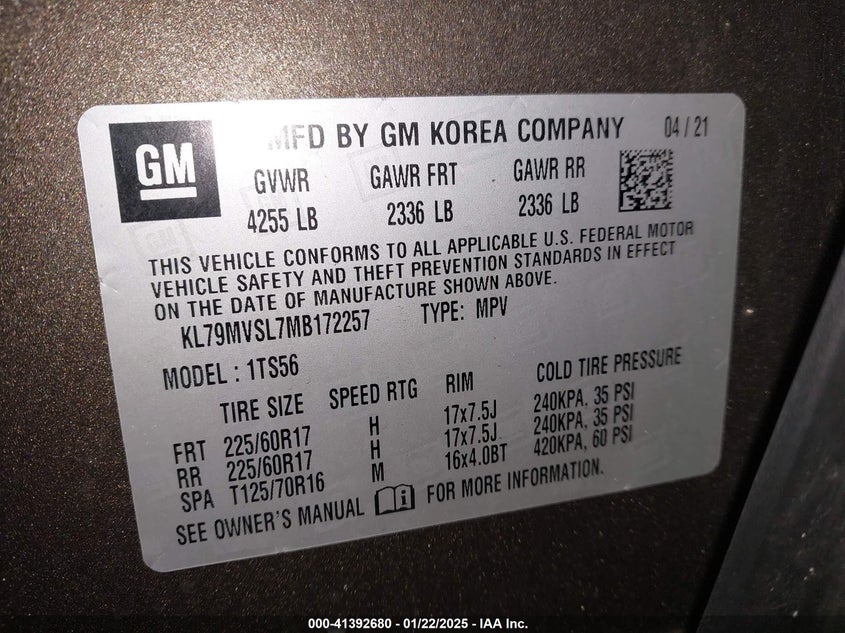 GM
MFD BY GM KOREA COMPANY 04 / 21
GVWR GAWR FRT GAWR RR
4255 LB 2336 LB 2336 LB
THIS VEHICLE CONFORMS TO ALL APPLICABLE U.S. FEDERAL MOTOR
VEHICLE SAFETY AND THEFT PREVENTION STANDARDS IN EFFECT
ON THE DATE OF MANUFACTURE SHOWN ABOVE.
KL79MVSL7MB172257 TYPE: MPV
MODEL : 1TS56
TIRE SIZE SPEED RTG RIM COLD TIRE PRESSURE
FRT 225/60R17 H 17x7.5J 240KPA. 35 PSI
RR 225/60R17 H 17x7.5J 240KPA, 35 PSI
SPA T125/70R16 M 16x4.0BT 420KPA, 60 PSI
SEE OWNER'S MANUAL FOR MORE INFORMATION.
000-41392680 - 01/22/2025 - IAA Inc.